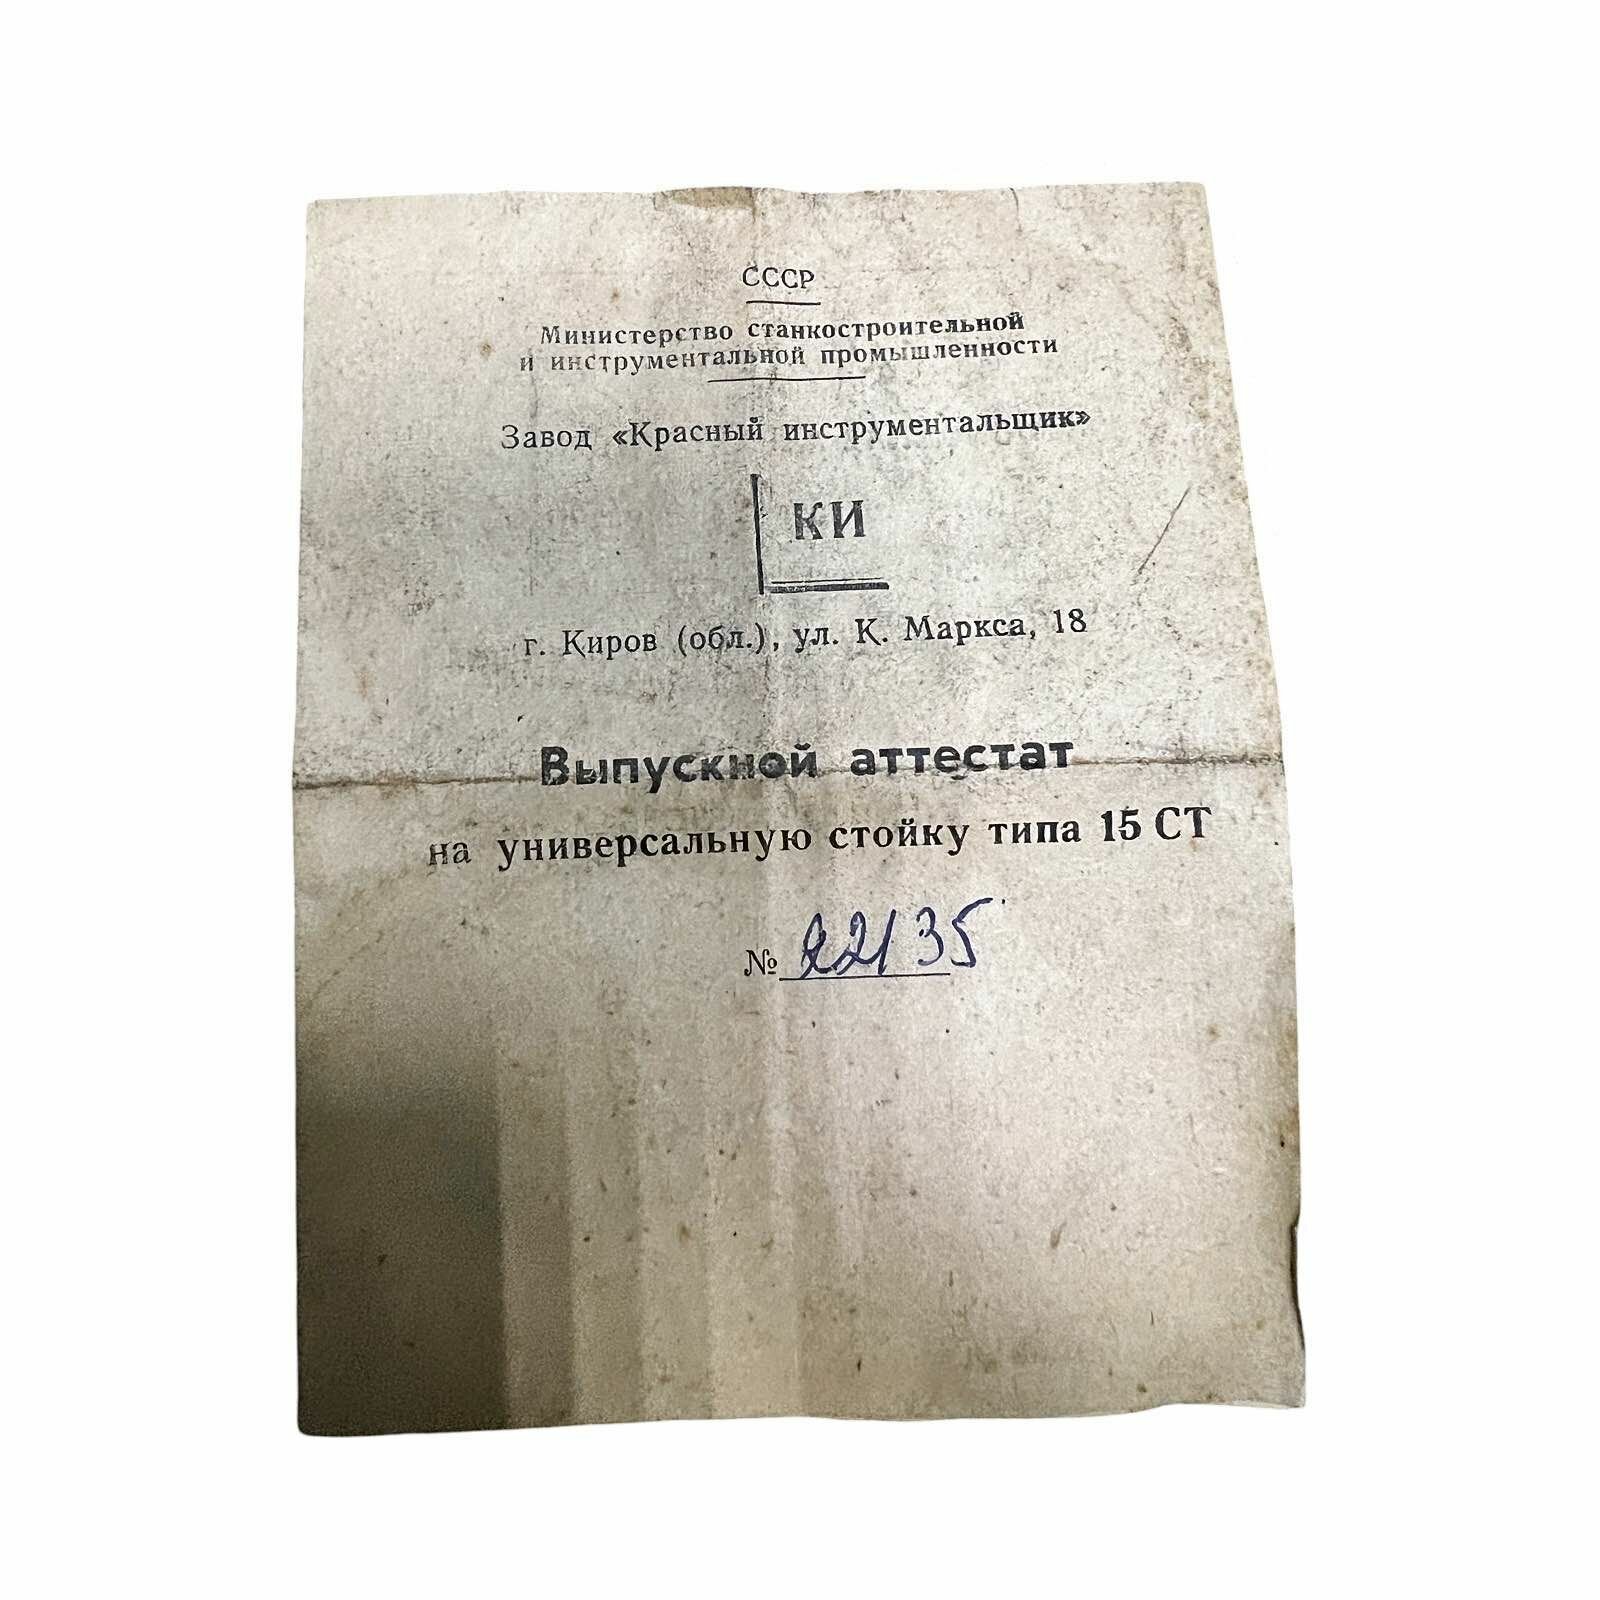 СССР
Министерство станкостроительной
и инструментальной промышленности
Завод «Красный инструментальщик»
КИ
г. Киров (обл.), ул. К. Маркса, 18
Выпускной аттестат
на универсальную стойку типа 15 СТ
№ 22135